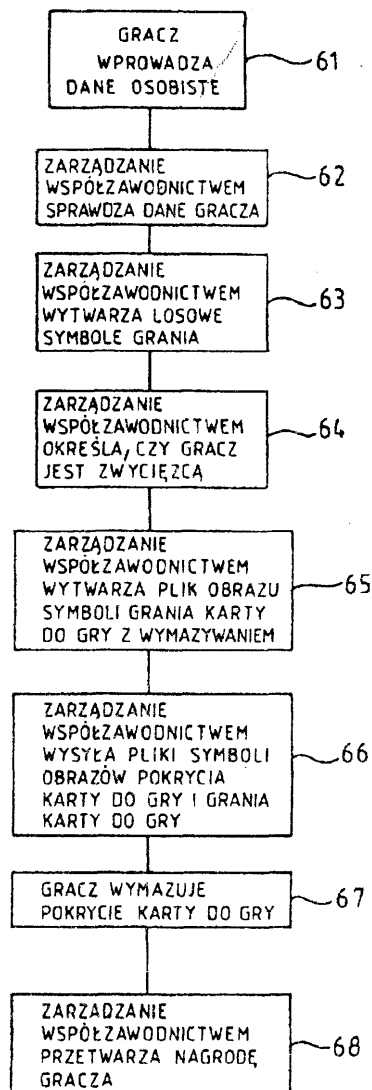 GRACZ
WPROWADZA
DANE OSOBISTE
61
ZARZĄDZANIE
WSPÓŁZAWODNICTWEM
SPRAWDZA DANE GRACZA
62
ZARZĄDZANIE
WSPÓŁZAWODNICTWEM
WYTWARZA LOSOWE
SYMBOLE GRANIA
63
ZARZĄDZANIE
WSPÓŁZAWODNICTWEM
OKREŚLA, CZY GRACZ
JEST ZWYCIĘZCĄ
64
ZARZĄDZANIE
WSPÓŁZAWODNICTWEM
WYTWARZA PLIK OBRAZU
SYMBOLI GRANIA KARTY
DO GRY Z WYMAZYWANIEM
65
ZARZĄDZANIE
WSPÓŁZAWODNICTWEM
WYSYŁA PLIKI SYMBOLI
OBRAZÓW POKRYCIA
KARTY DO GRY I GRANIA
KARTY DO GRY
66
GRACZ WYMAZUJE
POKRYCIE KARTY DO GRY
67
ZARZADZANIE
WSPÓŁZAWODNICTWEM
PRZETWARZA NAGRODĘ
GRACZA
68